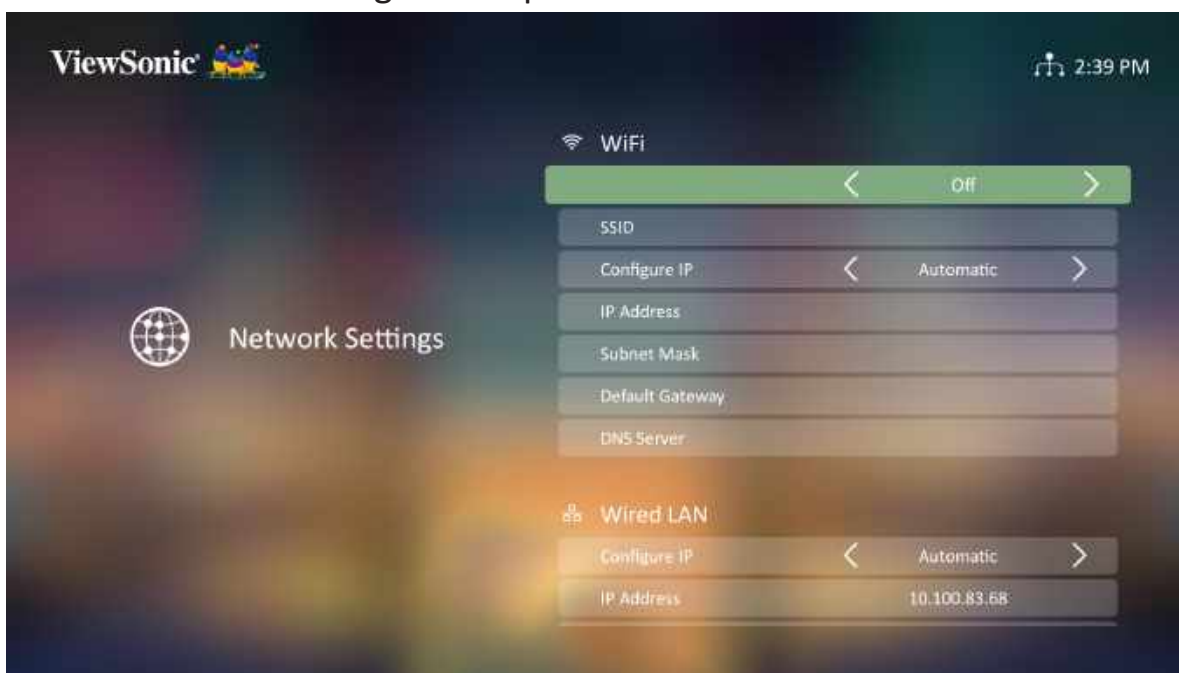 ViewSonic
2:39 PM
WiFi
Off
SSID
Configure IP Automatic
IP Address
Network Settings
Subnet Mask
Default Gateway
DNS Server
Wired LAN
Configure IP Automatic
IP Address 10.100.83.68